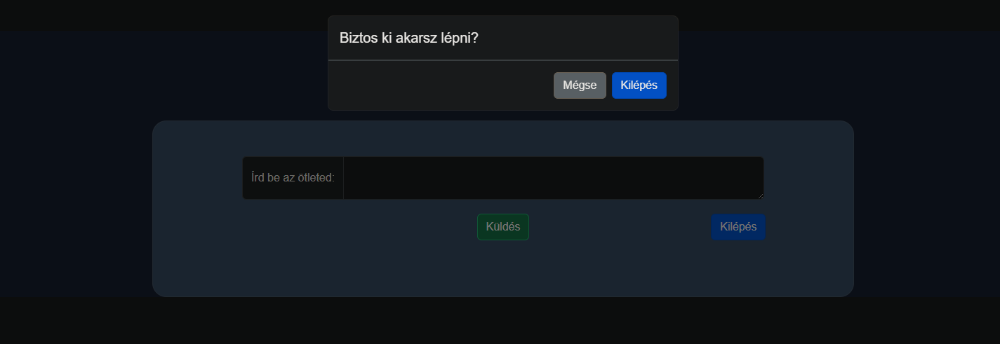 Biztos ki akarsz lépni?
Mégse Kilépés
Írd be az ötleted:
Küldés Kilépés